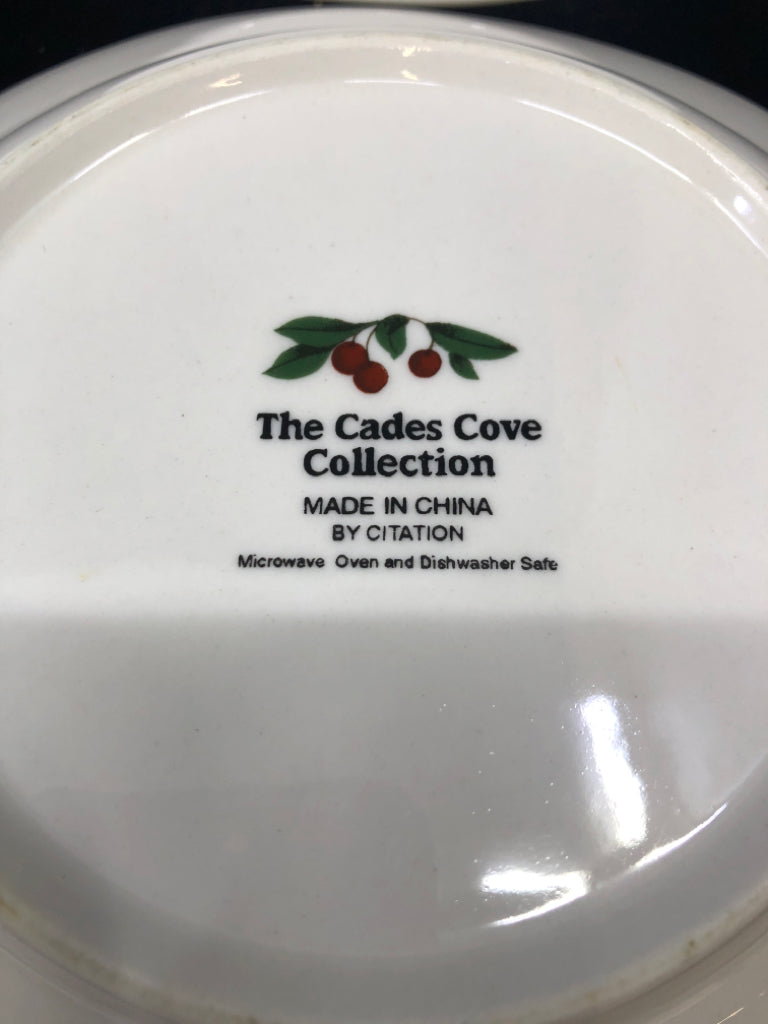 The Cades Cove
Collection
MADE IN CHINA
BY CITATION
Microwave Oven and Dishwasher Safe